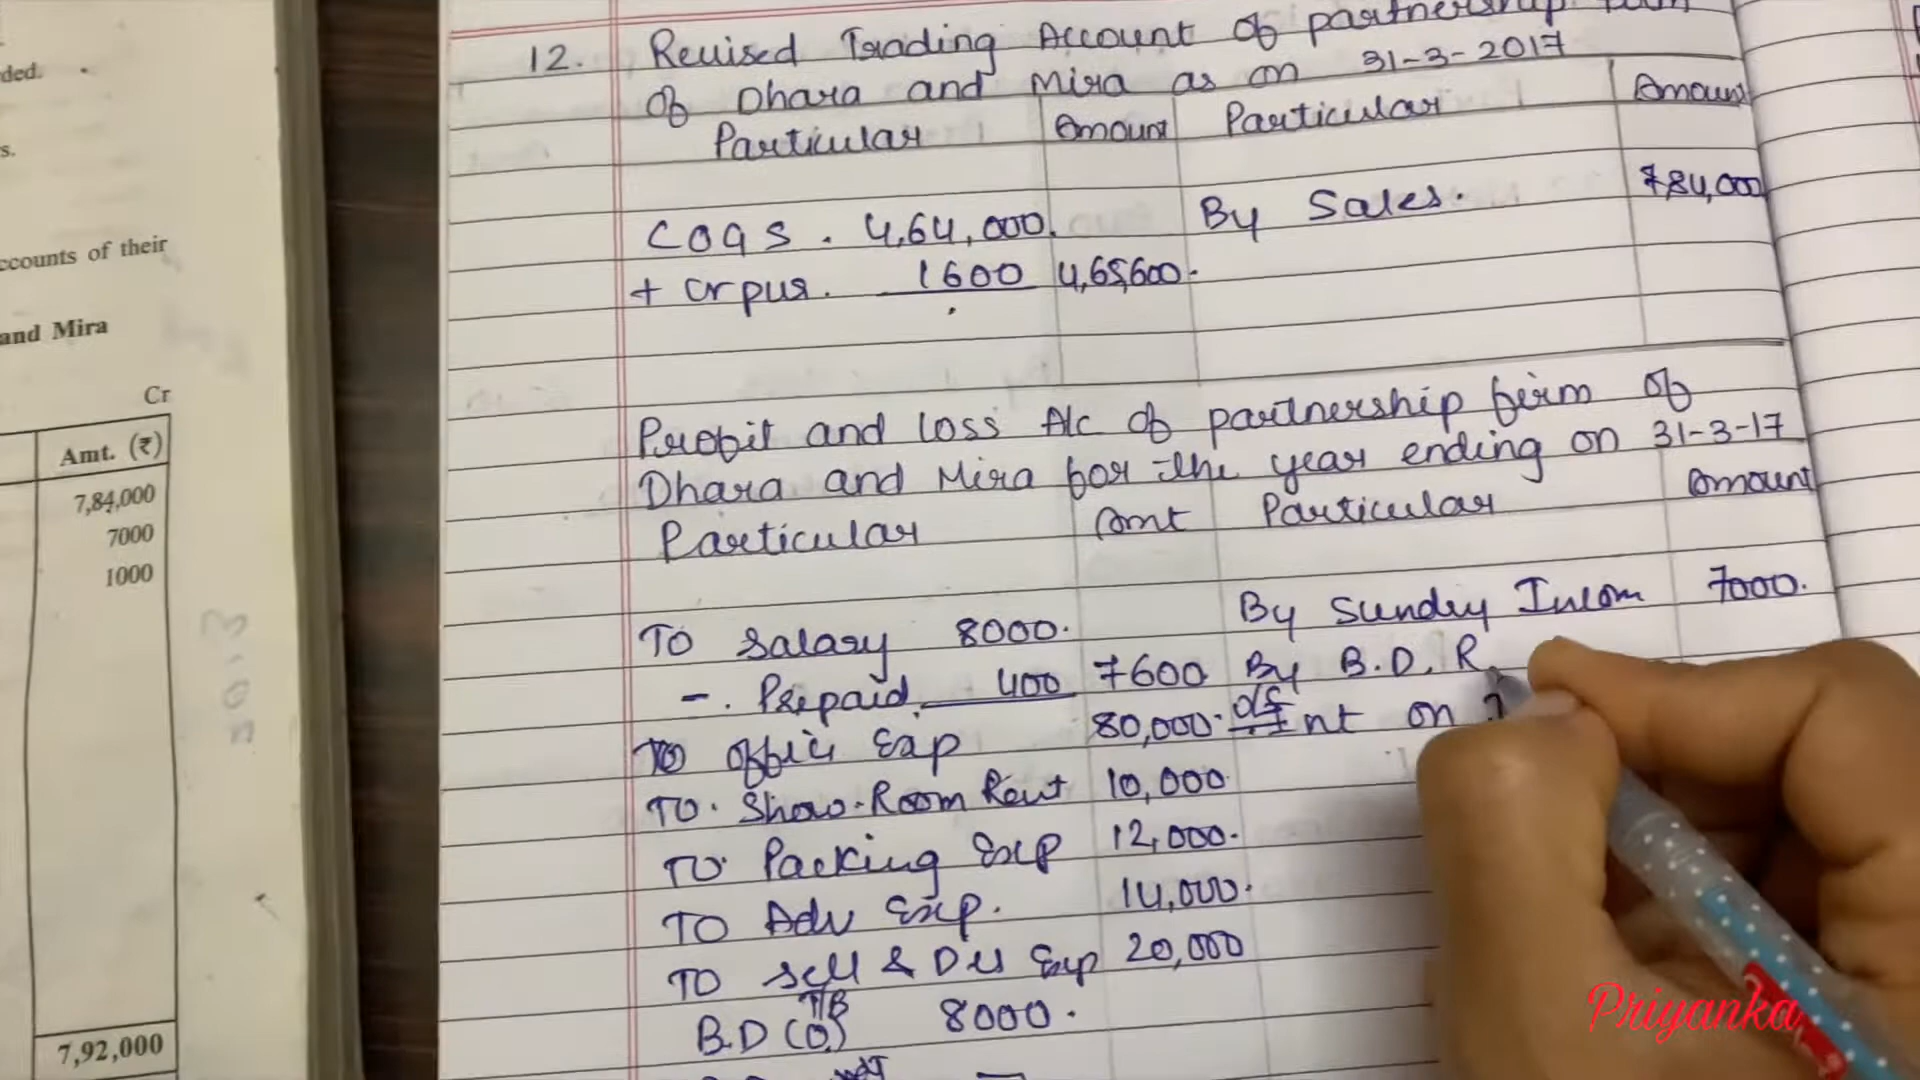 ded.
s.
ccounts of their
and Mira
Cr
Amt. (₹)
7,84,000
7000
1000
7,92,000
12. Revised Trading Account of partnership
of Dhara and Mira as on 31-3-2017
Particular Amount Particular Amount
COGS. 4,64,000. By Sales. 784,000
+ Cr pur. 1600 4,65,600.
Profit and loss A/c of partnership firm of
Dhara and Mira for the year ending on 31-3-17
Particular Amt Particular Amount
To Salary 8000. By Sundry Incom 7000.
-. Prepaid. 400 7600 By B.D. R
To Offic Exp 80,000. Int on
TO. Show-Room Rent 10,000
TO Packing Exp 12,000.
TO Adv Exp. 14,000.
TO Sell & Dis Exp 20,000
T/B
B.D (O) 8000.
Priyanka